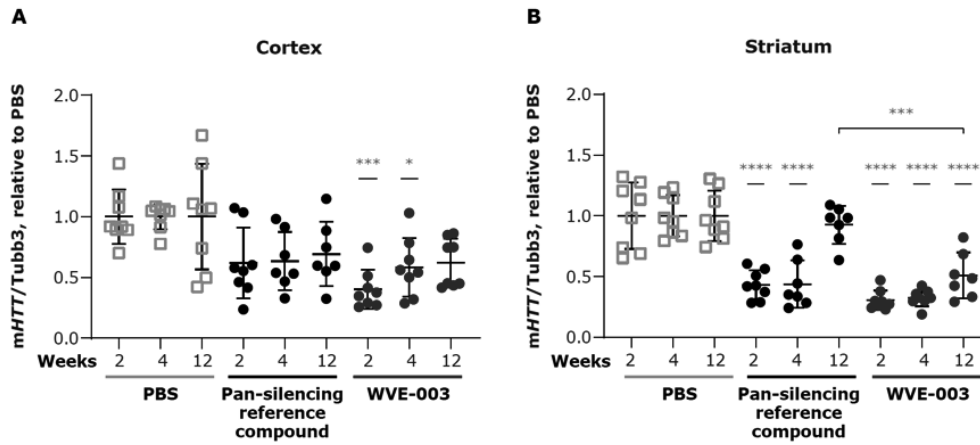 A
Cortex
mHTT/Tubb3, relative to PBS
2.0
1.5
1.0
0.5
0.0
***
*
Weeks 2 4 12 2 4 12 2 4 12
PBS
Pan-silencing
reference
compound
WVE-003
B
Striatum
mHTT/Tubb3, relative to PBS
2.0
1.5
1.0
0.5
0.0
***
**** **** **** **** ****
Weeks 2 4 12 2 4 12 2 4 12
PBS
Pan-silencing
reference
compound
WVE-003